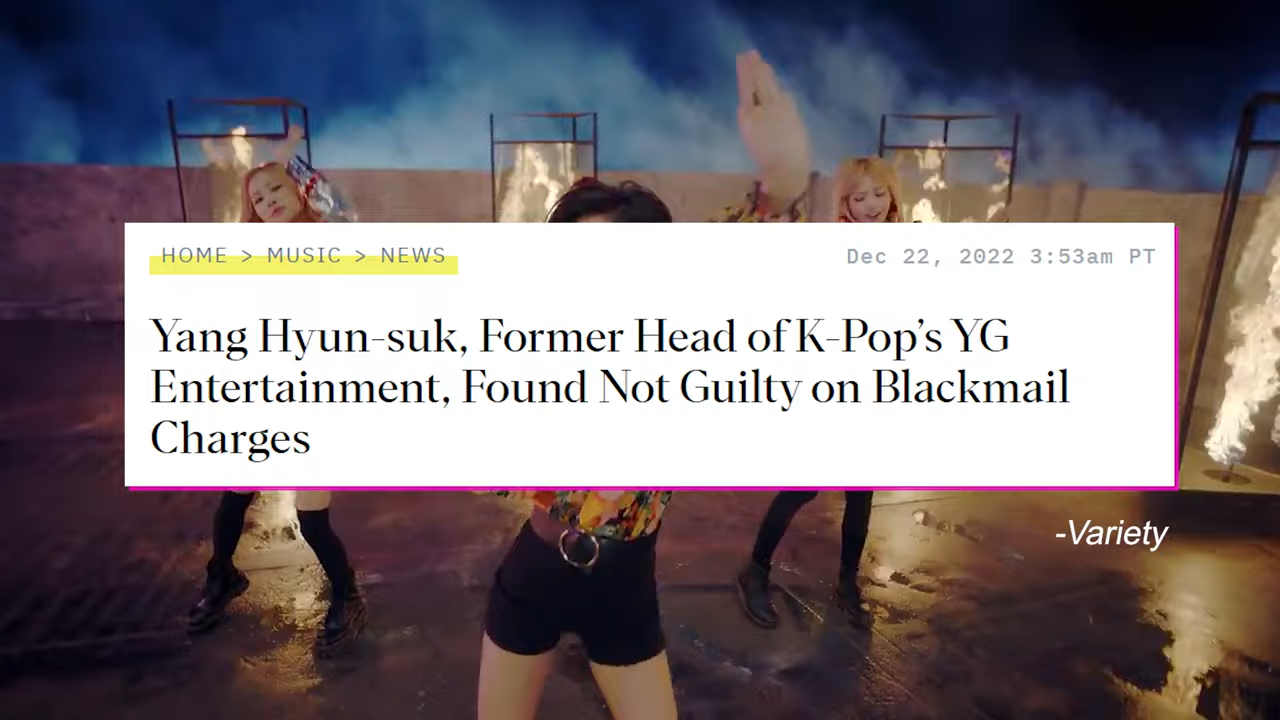 HOME > MUSIC > NEWS
Dec 22, 2022 3:53am PT
Yang Hyun-suk, Former Head of K-Pop's YG
Entertainment, Found Not Guilty on Blackmail
Charges
-Variety